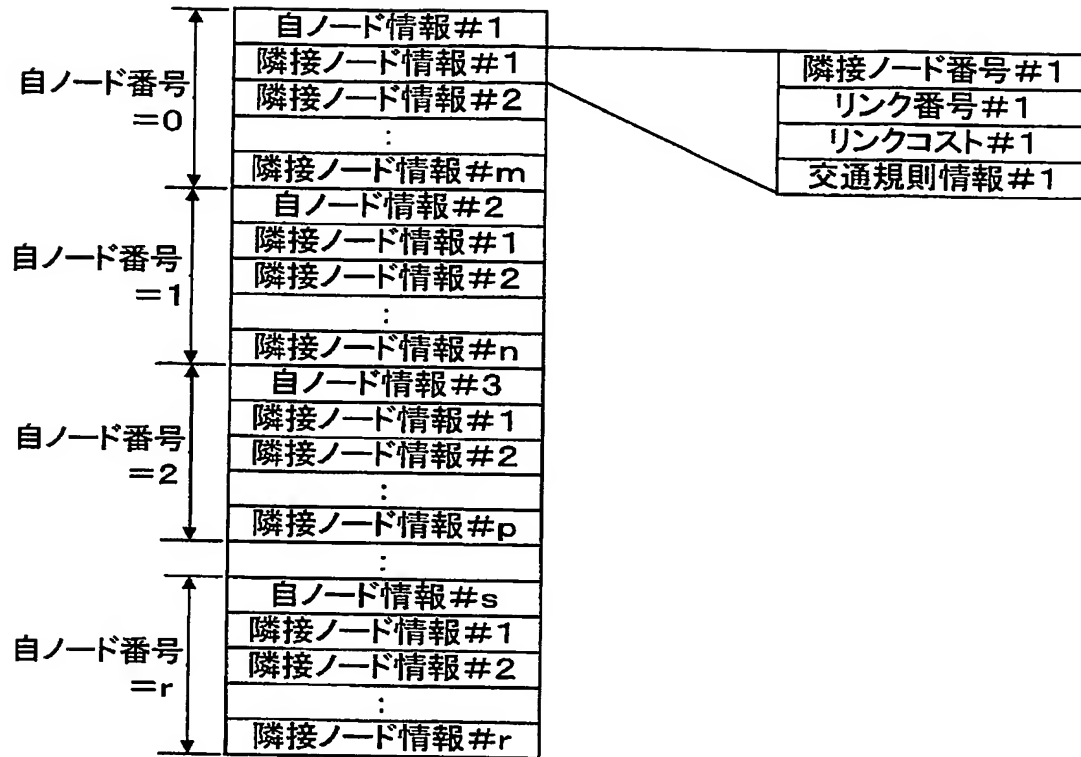 自ノード番号
=0
自ノード情報#1
隣接ノード情報#1
隣接ノード情報#2
:
隣接ノード情報#m
隣接ノード番号#1
リンク番号#1
リンクコスト#1
交通規則情報#1
自ノード番号
=1
自ノード情報#2
隣接ノード情報#1
隣接ノード情報#2
:
隣接ノード情報#n
自ノード番号
=2
自ノード情報#3
隣接ノード情報#1
隣接ノード情報#2
:
隣接ノード情報#p
:
自ノード番号
=r
自ノード情報#s
隣接ノード情報#1
隣接ノード情報#2
:
隣接ノード情報#r